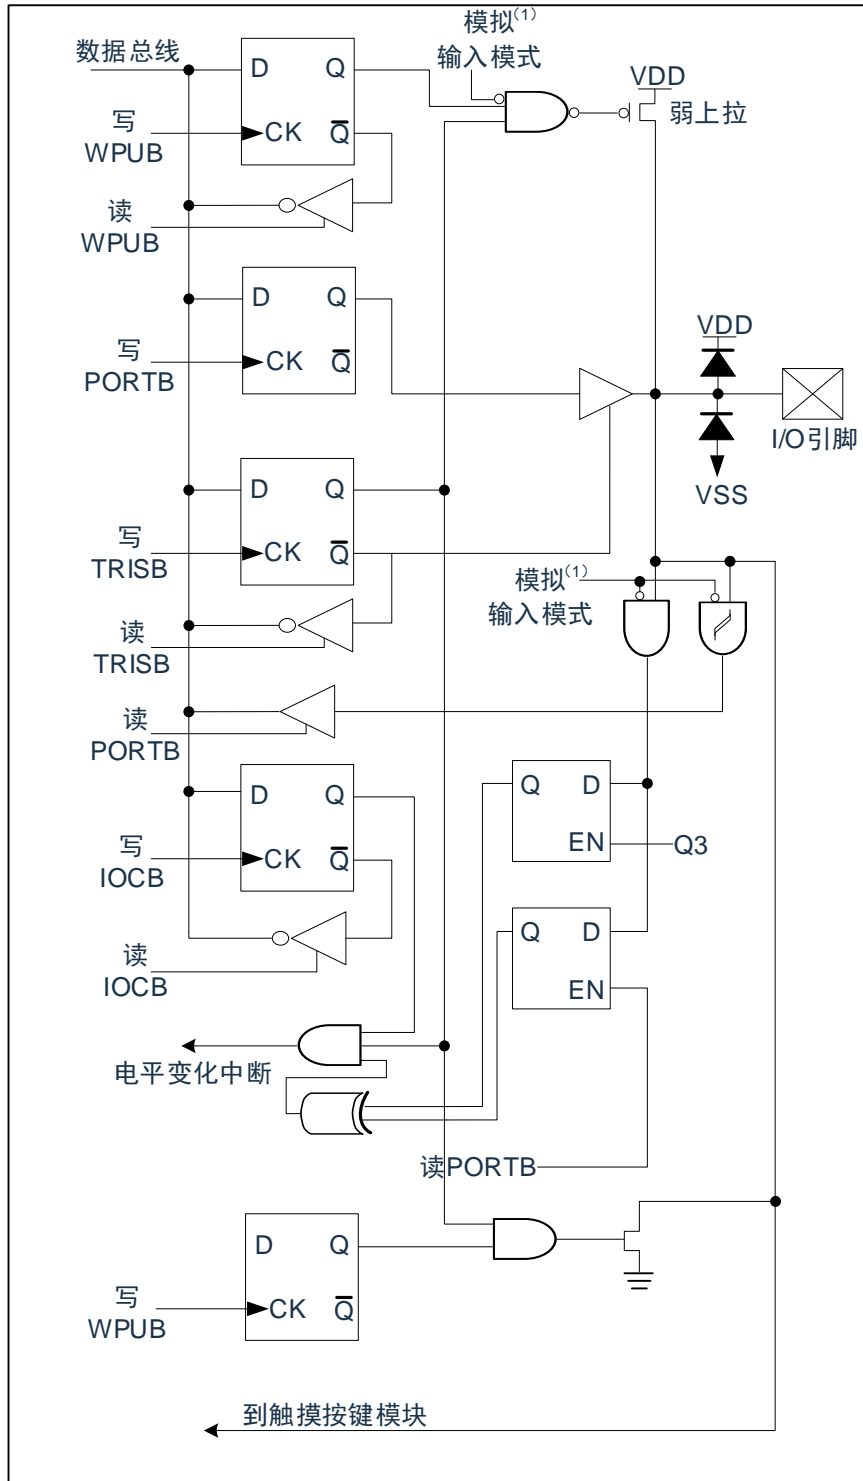 模拟(1)
输入模式
数据总线
D Q
VDD
弱上拉
写
WPUB
CK Q̅
读
WPUB
D Q
VDD
写
PORTB
CK Q̅
I/O引脚
VSS
D Q
写
TRISB
CK Q̅
模拟(1)
输入模式
读
TRISB
读
PORTB
D Q
Q D
写
IOCB
CK Q̅
EN
Q3
Q D
读
IOCB
EN
电平变化中断
读PORTB
D Q
写
WPUB
CK Q̅
到触摸按键模块